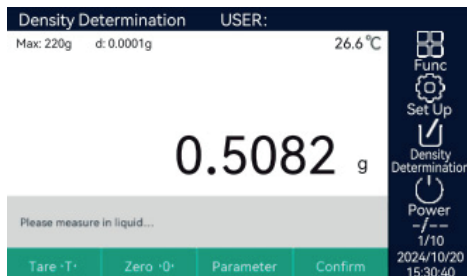 Density Determination USER:
Max: 220g d: 0.0001g 26.6℃
0.5082 g
Please measure in liquid...
Tare ·T· Zero ·0· Parameter Confirm
Func
Set Up
Density
Determination
Power
-/--
1/10
2024/10/20
15:30:40